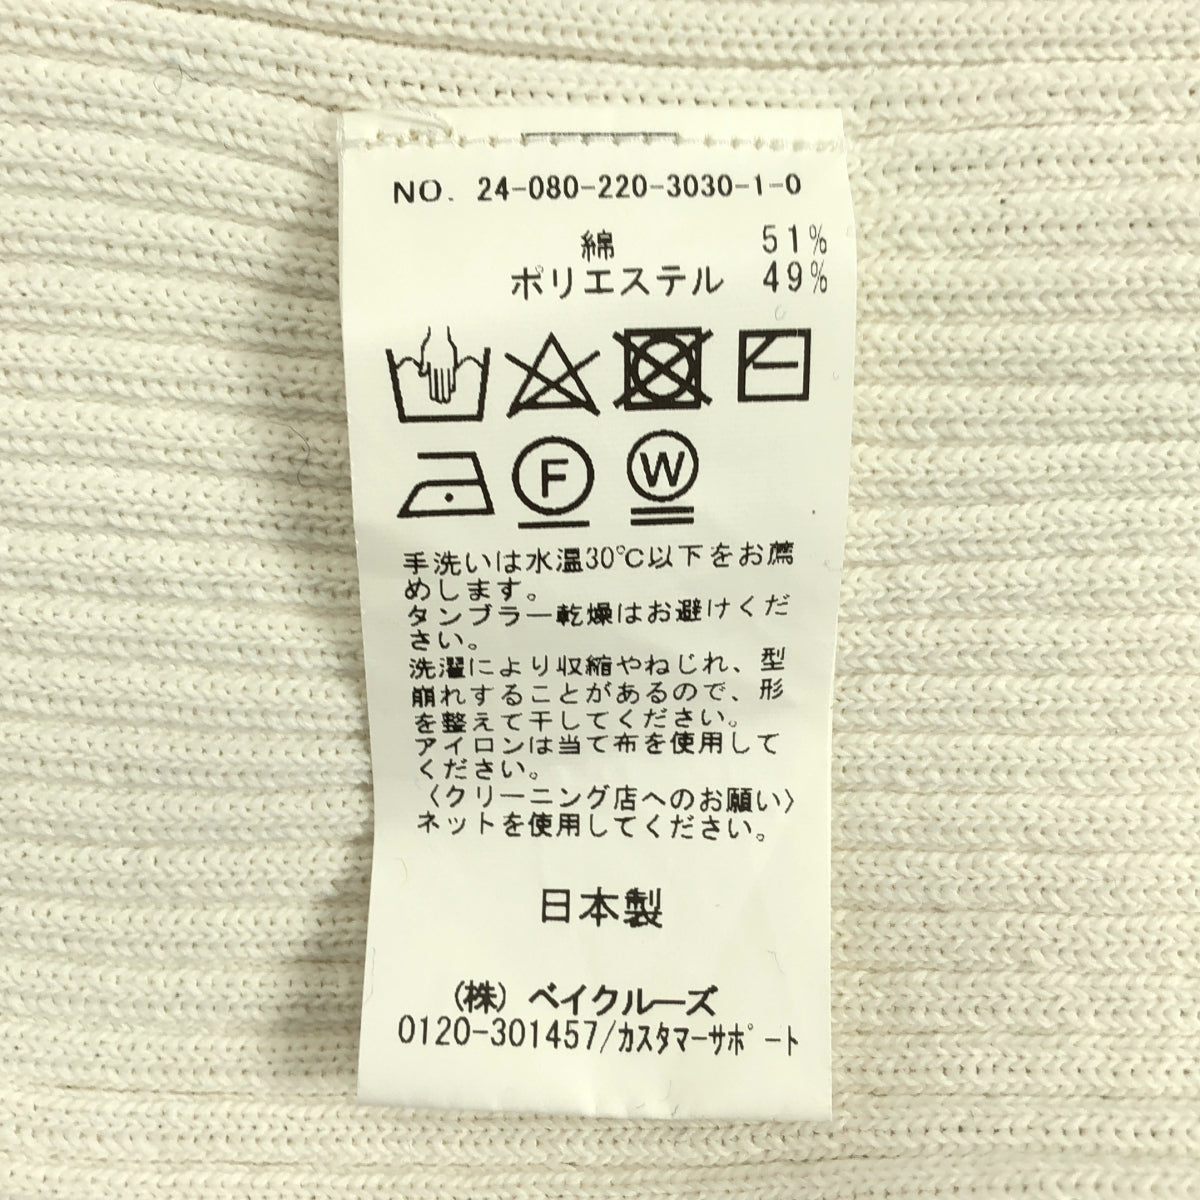 NO. 24-080-220-3030-1-0
綿 51%
ポリエステル 49%
F W
手洗いは水温30℃以下をお薦
めします。
タンブラー乾燥はお避けくだ
さい。
洗濯により収縮やねじれ、型
崩れすることがあるので、形
を整えて干してください。
アイロンは当て布を使用して
ください。
〈クリーニング店へのお願い〉
ネットを使用してください。
日本製
(株) ベイクルーズ
0120-301457/カスタマーサポート